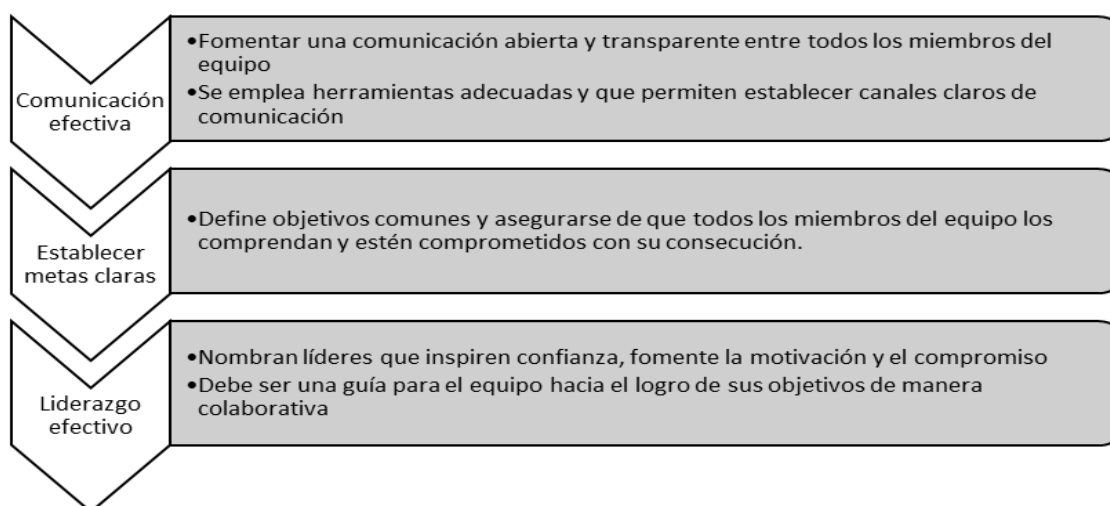 Comunicación
efectiva
•Fomentar una comunicación abierta y transparente entre todos los miembros del
equipo
•Se emplea herramientas adecuadas y que permiten establecer canales claros de
comunicación
Establecer
metas claras
•Define objetivos comunes y asegurarse de que todos los miembros del equipo los
comprendan y estén comprometidos con su consecución.
Liderazgo
efectivo
•Nombran líderes que inspiren confianza, fomente la motivación y el compromiso
•Debe ser una guía para el equipo hacia el logro de sus objetivos de manera
colaborativa